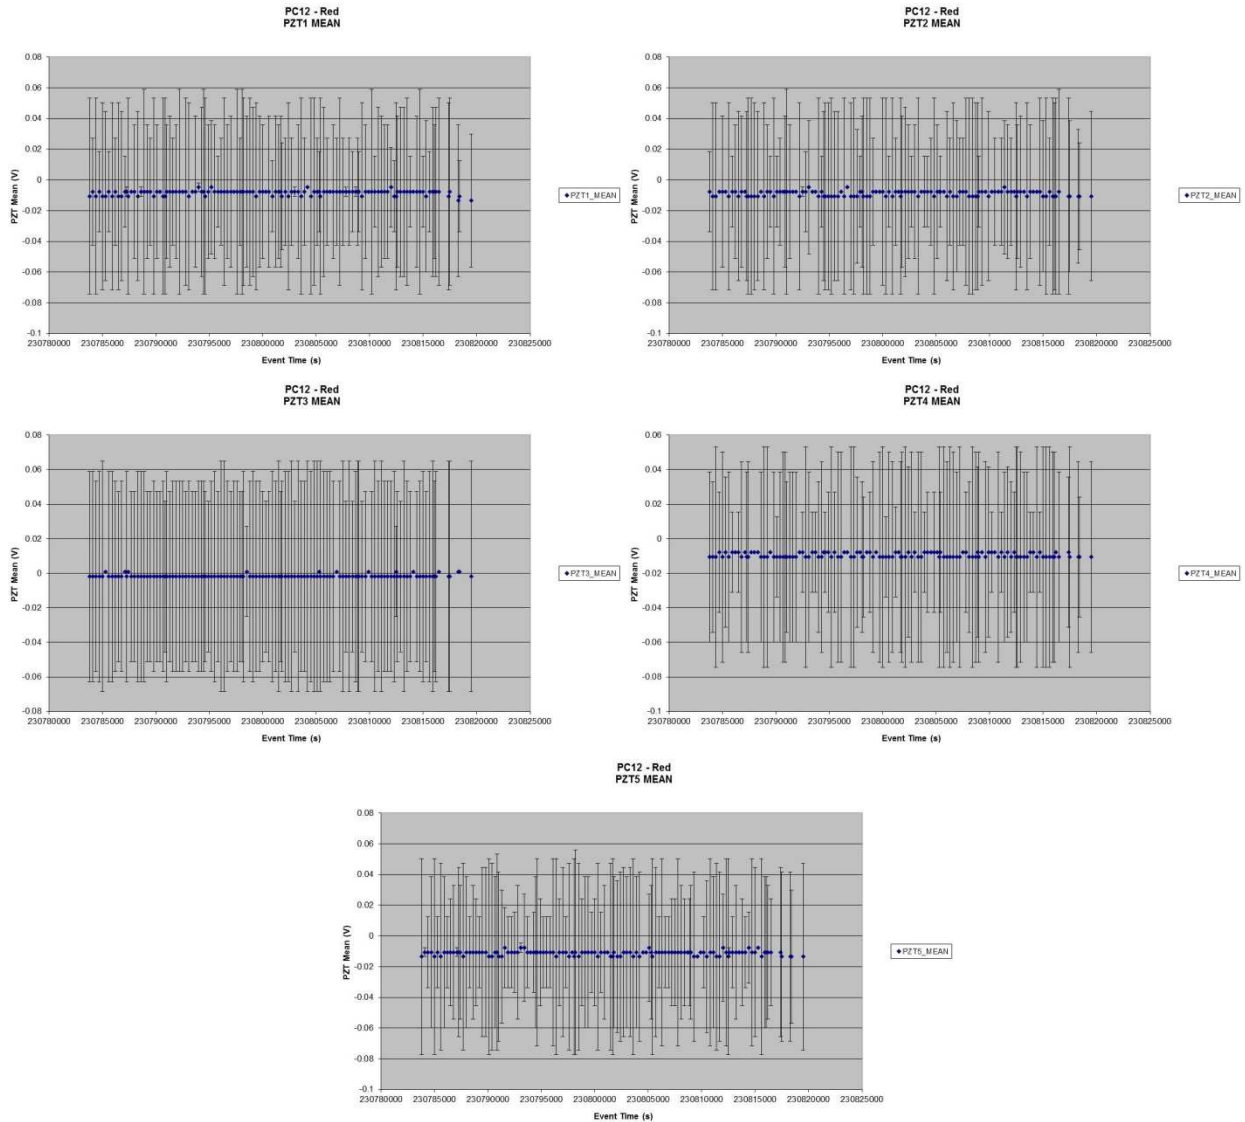 PC12 - Red
PZT1 MEAN
0.08
0.06
0.04
0.02
0
-0.02
-0.04
-0.06
-0.08
-0.1
PZT Mean (V)
230780000 230785000 230790000 230795000 230800000 230805000 230810000 230815000 230820000 230825000
Event Time (s)
PZT1_MEAN
PC12 - Red
PZT2 MEAN
0.08
0.06
0.04
0.02
0
-0.02
-0.04
-0.06
-0.08
-0.1
PZT Mean (V)
230780000 230785000 230790000 230795000 230800000 230805000 230810000 230815000 230820000 230825000
Event Time (s)
PZT2_MEAN
PC12 - Red
PZT3 MEAN
0.08
0.06
0.04
0.02
0
-0.02
-0.04
-0.06
-0.08
PZT Mean (V)
230780000 230785000 230790000 230795000 230800000 230805000 230810000 230815000 230820000 230825000
Event Time (s)
PZT3_MEAN
PC12 - Red
PZT4 MEAN
0.06
0.04
0.02
0
-0.02
-0.04
-0.06
-0.08
-0.1
PZT Mean (V)
230780000 230785000 230790000 230795000 230800000 230805000 230810000 230815000 230820000 230825000
Event Time (s)
PZT4_MEAN
PC12 - Red
PZT5 MEAN
0.08
0.06
0.04
0.02
0
-0.02
-0.04
-0.06
-0.08
-0.1
PZT Mean (V)
230780000 230785000 230790000 230795000 230800000 230805000 230810000 230815000 230820000 230825000
Event Time (s)
PZT5_MEAN